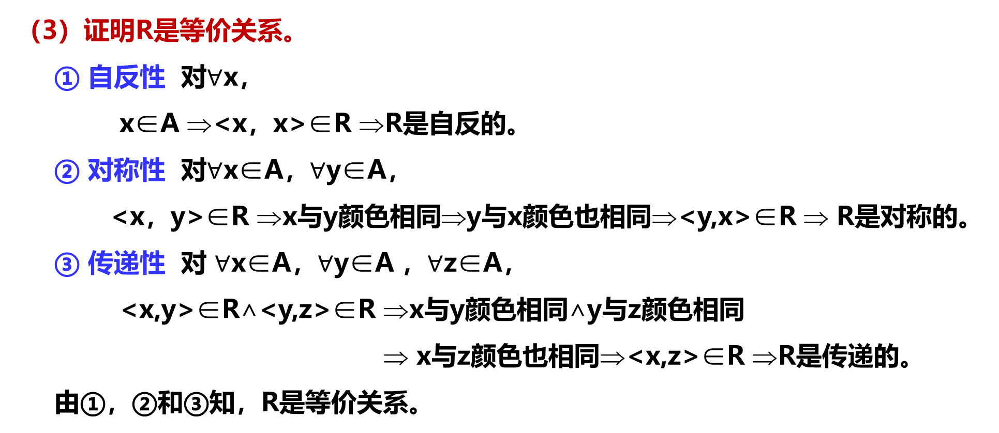 （3）证明R是等价关系。
① 自反性 对∀x，
x∈A ⇒<x，x>∈R ⇒R是自反的。
② 对称性 对∀x∈A，∀y∈A，
<x，y>∈R ⇒x与y颜色相同⇒y与x颜色也相同⇒<y,x>∈R ⇒ R是对称的。
③ 传递性 对 ∀x∈A，∀y∈A ，∀z∈A，
<x,y>∈R∧<y,z>∈R ⇒x与y颜色相同∧y与z颜色相同
⇒ x与z颜色也相同⇒<x,z>∈R ⇒R是传递的。
由①，②和③知，R是等价关系。